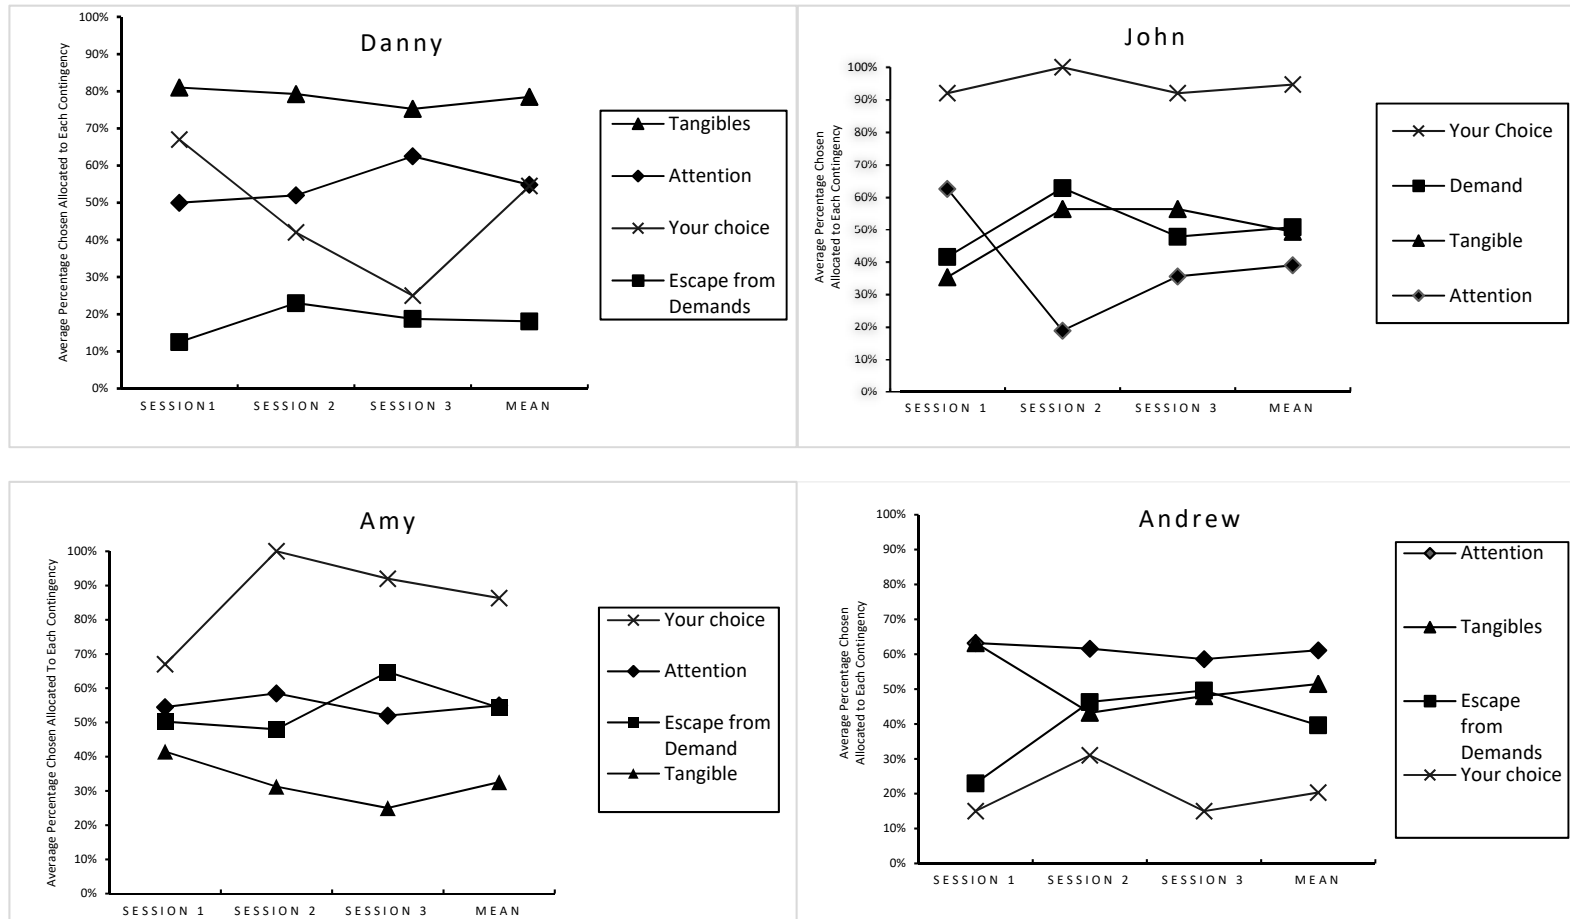 Danny
Average Percentage Chosen Allocated to Each Contingency
100%
90%
80%
70%
60%
50%
40%
30%
20%
10%
0%
SESSION1
SESSION 2
SESSION 3
MEAN
Tangibles
Attention
Your choice
Escape from
Demands
John
Average Percentage Chosen
Allocated to Each Contingency
100%
90%
80%
70%
60%
50%
40%
30%
20%
10%
0%
SESSION 1
SESSION 2
SESSION 3
MEAN
Your Choice
Demand
Tangible
Attention
Amy
Averaage Percentage Chosen Allocated To Each Contingency
100%
90%
80%
70%
60%
50%
40%
30%
20%
10%
0%
SESSION 1
SESSION 2
SESSION 3
MEAN
Your choice
Attention
Escape from
Demand
Tangible
Andrew
Average Percentage Chosen
Allocated to Each Contingency
100%
90%
80%
70%
60%
50%
40%
30%
20%
10%
0%
SESSION 1
SESSION 2
SESSION 3
MEAN
Attention
Tangibles
Escape
from
Demands
Your choice